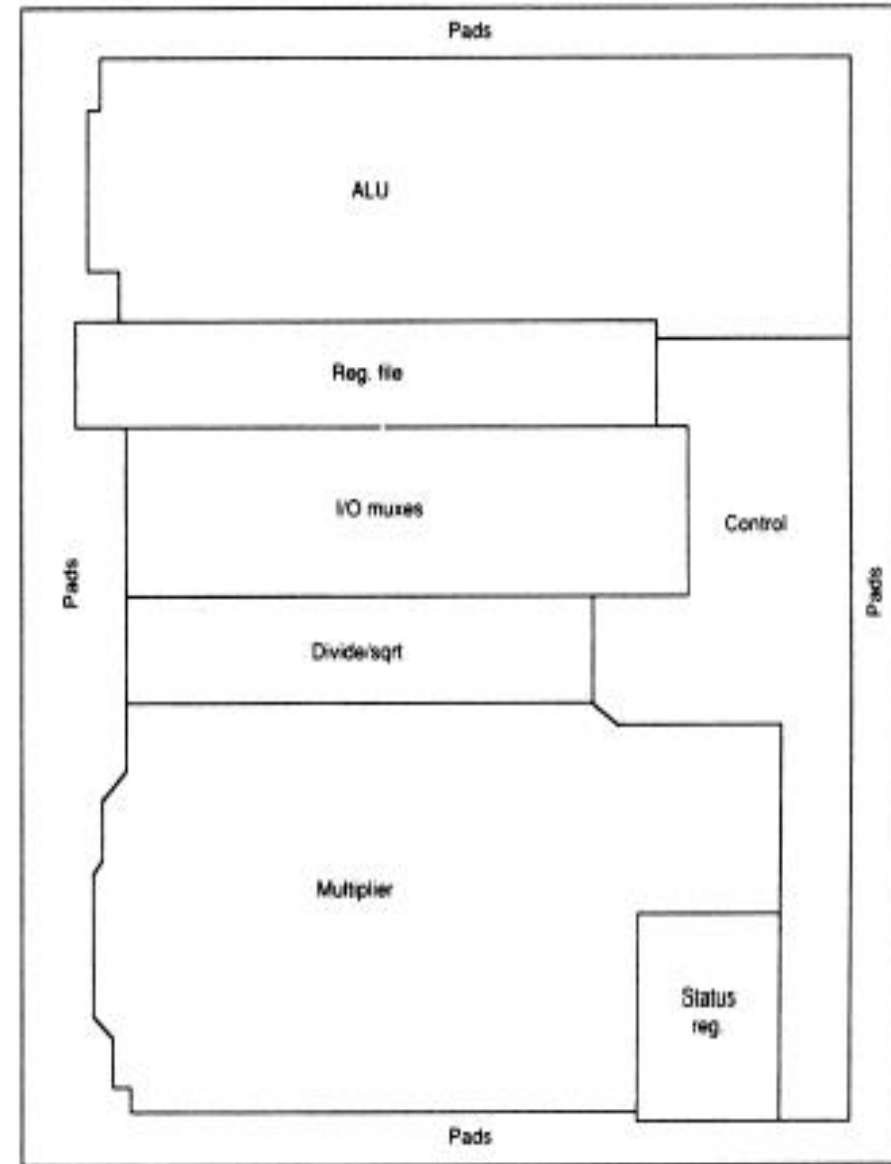 Pads
ALU
Reg. file
I/O muxes
Control
Pads
Pads
Divide/sqrt
Multiplier
Status
reg.
Pads